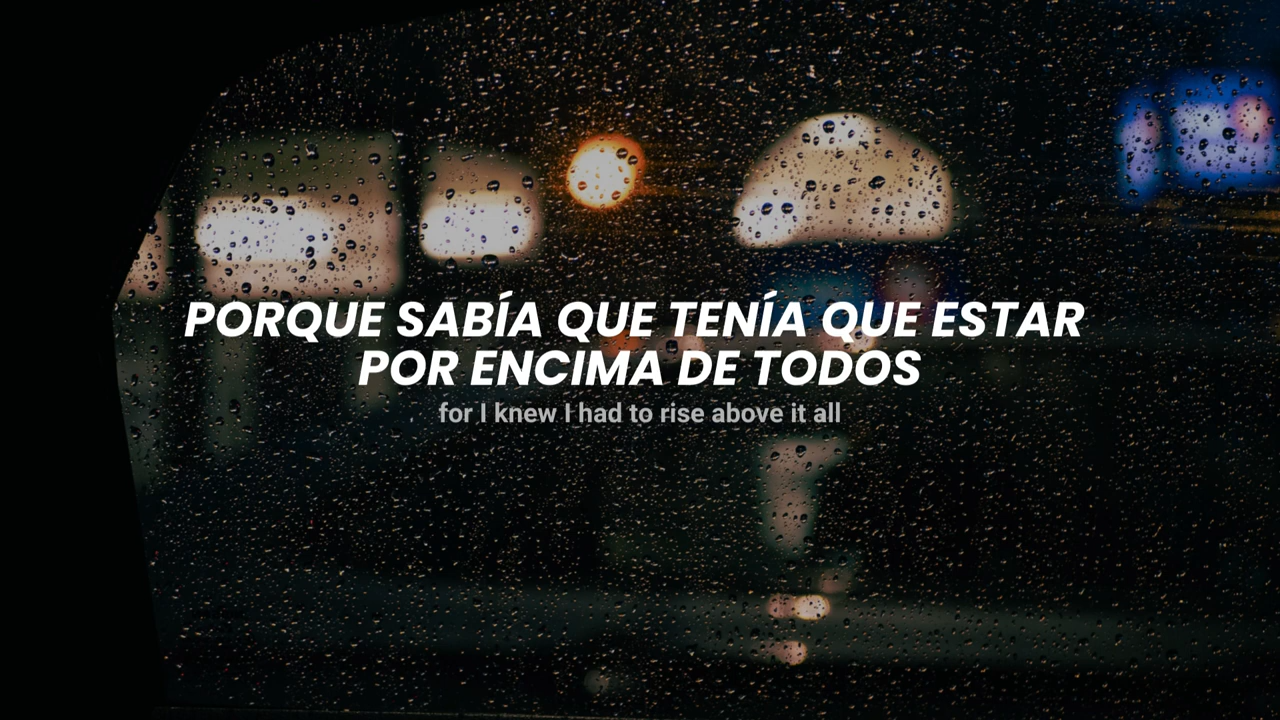 PORQUE SABÍA QUE TENÍA QUE ESTAR
POR ENCIMA DE TODOS
for I knew I had to rise above it all